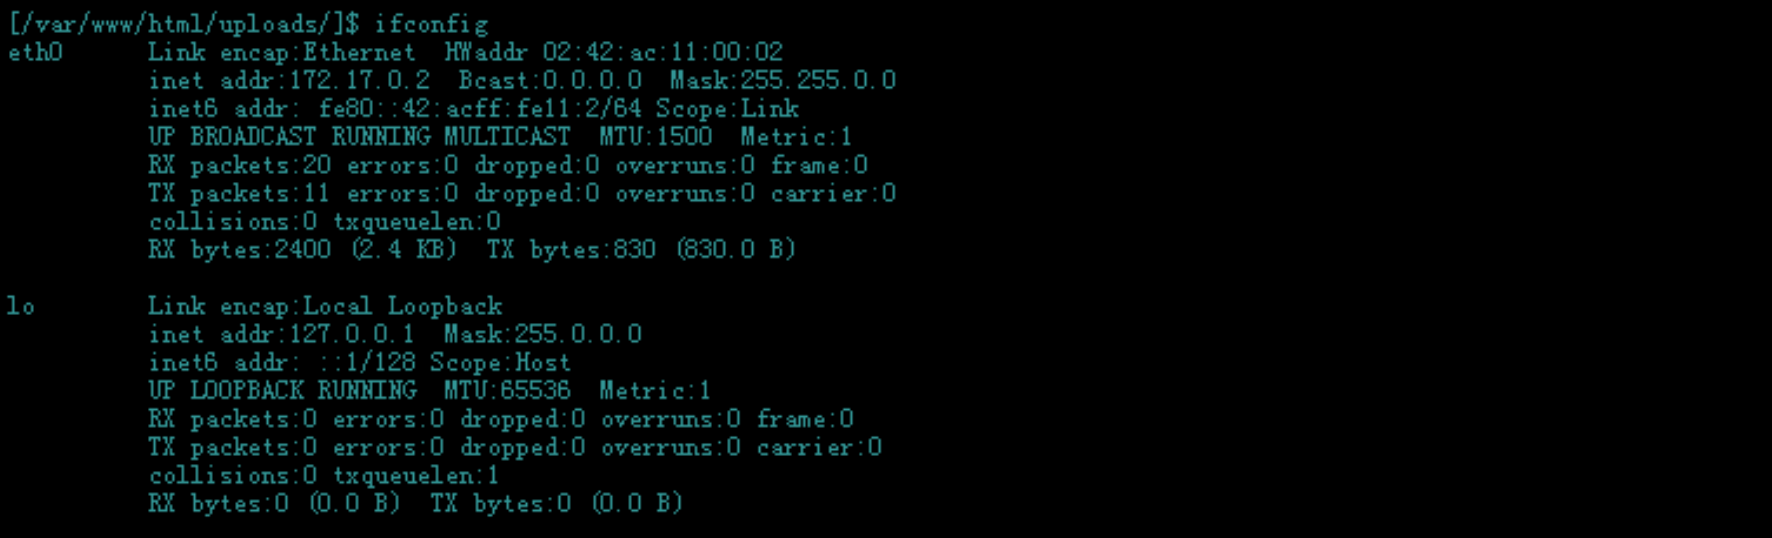 [/var/www/html/uploads/]$ ifconfig
eth0      Link encap:Ethernet  HWaddr 02:42:ac:11:00:02
          inet addr:172.17.0.2  Bcast:0.0.0.0  Mask:255.255.0.0
          inet6 addr: fe80::42:acff:fe11:2/64 Scope:Link
          UP BROADCAST RUNNING MULTICAST  MTU:1500  Metric:1
          RX packets:20 errors:0 dropped:0 overruns:0 frame:0
          TX packets:11 errors:0 dropped:0 overruns:0 carrier:0
          collisions:0 txqueuelen:0
          RX bytes:2400 (2.4 KB)  TX bytes:830 (830.0 B)

lo        Link encap:Local Loopback
          inet addr:127.0.0.1  Mask:255.0.0.0
          inet6 addr: ::1/128 Scope:Host
          UP LOOPBACK RUNNING  MTU:65536  Metric:1
          RX packets:0 errors:0 dropped:0 overruns:0 frame:0
          TX packets:0 errors:0 dropped:0 overruns:0 carrier:0
          collisions:0 txqueuelen:1
          RX bytes:0 (0.0 B)  TX bytes:0 (0.0 B)